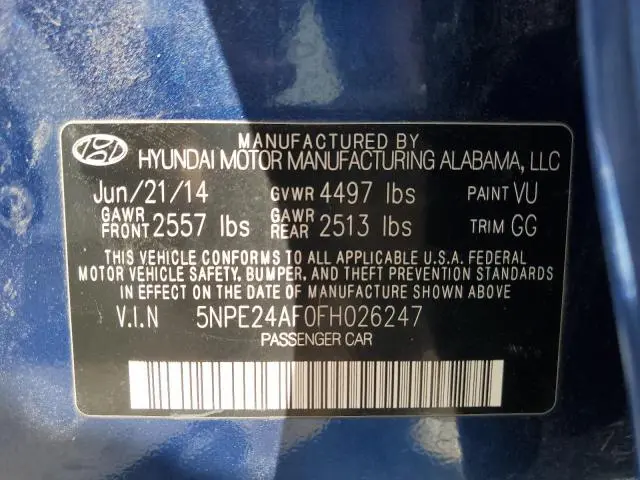 MANUFACTURED BY
HYUNDAI MOTOR MANUFACTURING ALABAMA, LLC
Jun/21/14 GVWR 4497 lbs PAINT VU
GAWR FRONT 2557 lbs GAWR REAR 2513 lbs TRIM GG
THIS VEHICLE CONFORMS TO ALL APPLICABLE U.S.A. FEDERAL
MOTOR VEHICLE SAFETY, BUMPER, AND THEFT PREVENTION STANDARDS
IN EFFECT ON THE DATE OF MANUFACTURE SHOWN ABOVE
V.I.N 5NPE24AF0FH026247
PASSENGER CAR